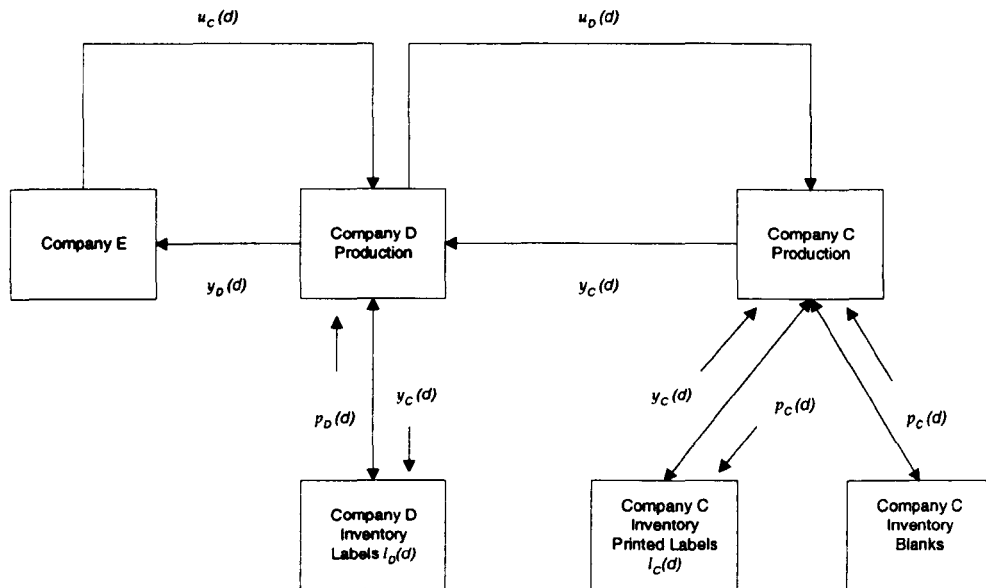 u_C(d)
u_D(d)
Company E
Company D
Production
Company C
Production
y_D(d)
y_C(d)
p_D(d)
y_C(d)
y_C(d)
p_C(d)
p_C(d)
Company D
Inventory
Labels I_D(d)
Company C
Inventory
Printed Labels
I_C(d)
Company C
Inventory
Blanks